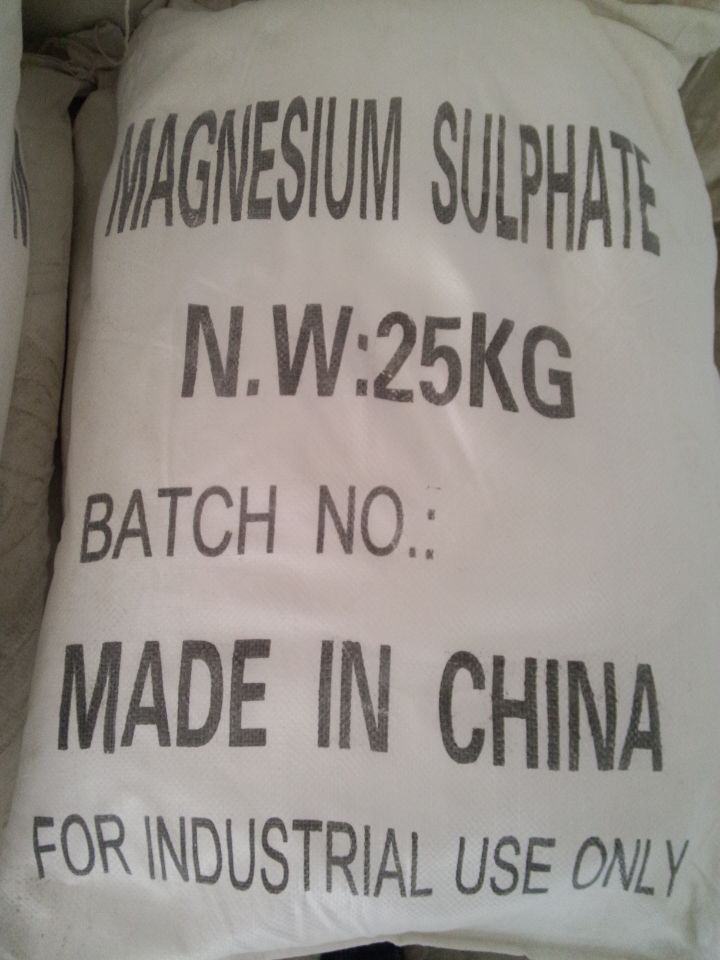 MAGNESIUM SULPHATE
N.W:25KG
BATCH NO.:
MADE IN CHINA
FOR INDUSTRIAL USE ONLY